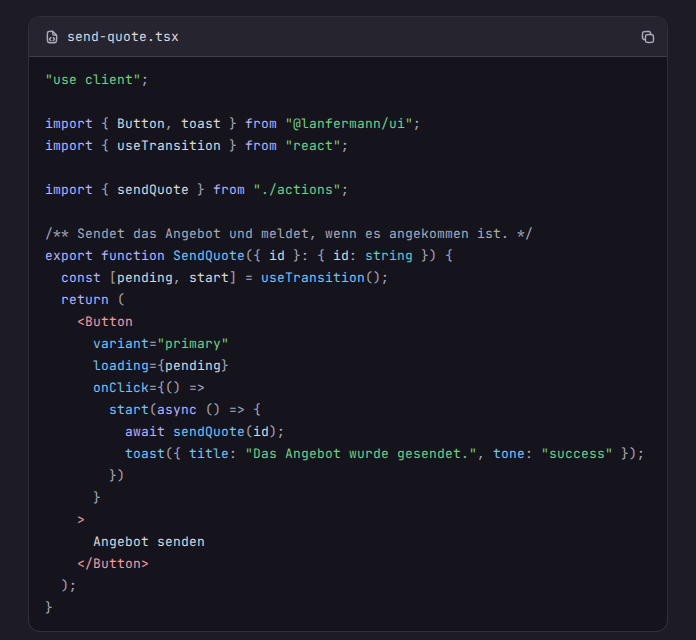 send-quote.tsx
"use client";

import { Button, toast } from "@lanfermann/ui";
import { useTransition } from "react";

import { sendQuote } from "./actions";

/** Sendet das Angebot und meldet, wenn es angekommen ist. */
export function SendQuote({ id }: { id: string }) {
  const [pending, start] = useTransition();
  return (
    <Button
      variant="primary"
      loading={pending}
      onClick={() =>
        start(async () => {
          await sendQuote(id);
          toast({ title: "Das Angebot wurde gesendet.", tone: "success" });
        })
      }
    >
      Angebot senden
    </Button>
  );
}